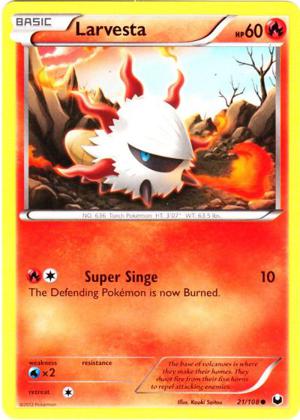 BASIC
Larvesta
HP60
NO. 636 Torch Pokémon HT. 3'07" WT. 63.5 lbs.
Super Singe 10
The Defending Pokémon is now Burned.
weakness resistance
×2
retreat
The base of volcanoes is where
they make their homes. They
shoot fire from their five horns
to repel attacking enemies.
©2012 Pokémon
Illus. Kouki Saitou
21/108